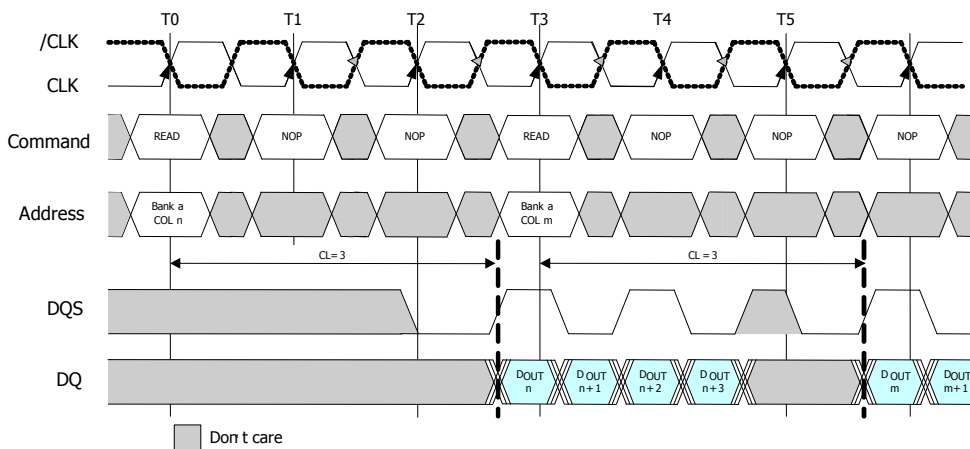 T0 T1 T2 T3 T4 T5
/CLK
CLK
Command READ NOP NOP READ NOP NOP NOP
Address Bank a COL n Bank a COL m
CL = 3 CL = 3
DQS
DQ DOUT n DOUT n+1 DOUT n+2 DOUT n+3 DOUT m DOUT m+1
Don't care